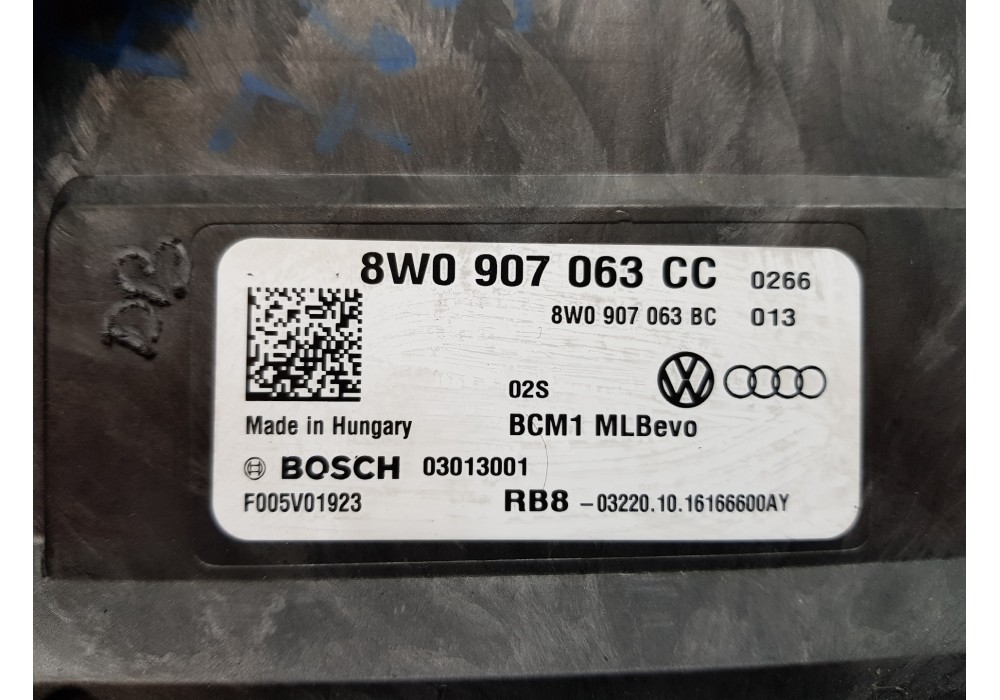 8W0 907 063 CC 0266
8W0 907 063 BC 013
02S
Made in Hungary BCM1 MLBevo
BOSCH 03013001
F005V01923 RB8 -03220.10.16166600AY